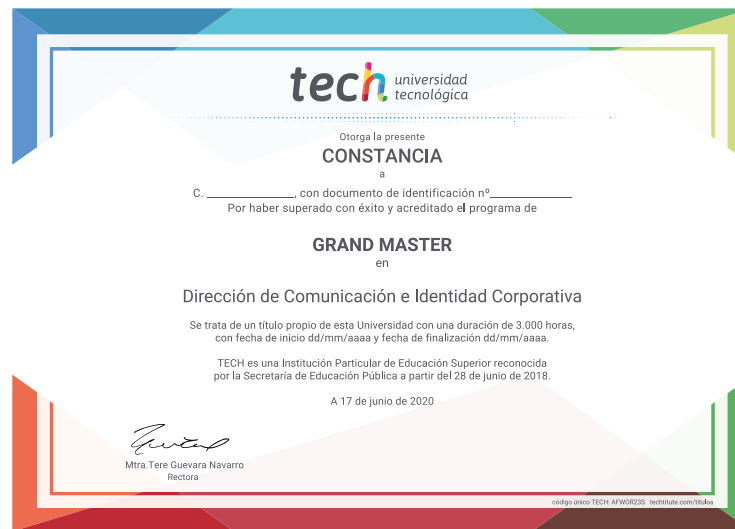 tech universidad
tecnológica
Otorga la presente
CONSTANCIA
a
C. ________________, con documento de identificación nº______________
Por haber superado con éxito y acreditado el programa de
GRAND MASTER
en
Dirección de Comunicación e Identidad Corporativa
Se trata de un título propio de esta Universidad con una duración de 3.000 horas,
con fecha de inicio dd/mm/aaaa y fecha de finalización dd/mm/aaaa.
TECH es una Institución Particular de Educación Superior reconocida
por la Secretaría de Educación Pública a partir del 28 de junio de 2018.
A 17 de junio de 2020
Mtra.Tere Guevara Navarro
Rectora
código único TECH: AFWOR23S techtitute.com/titulos